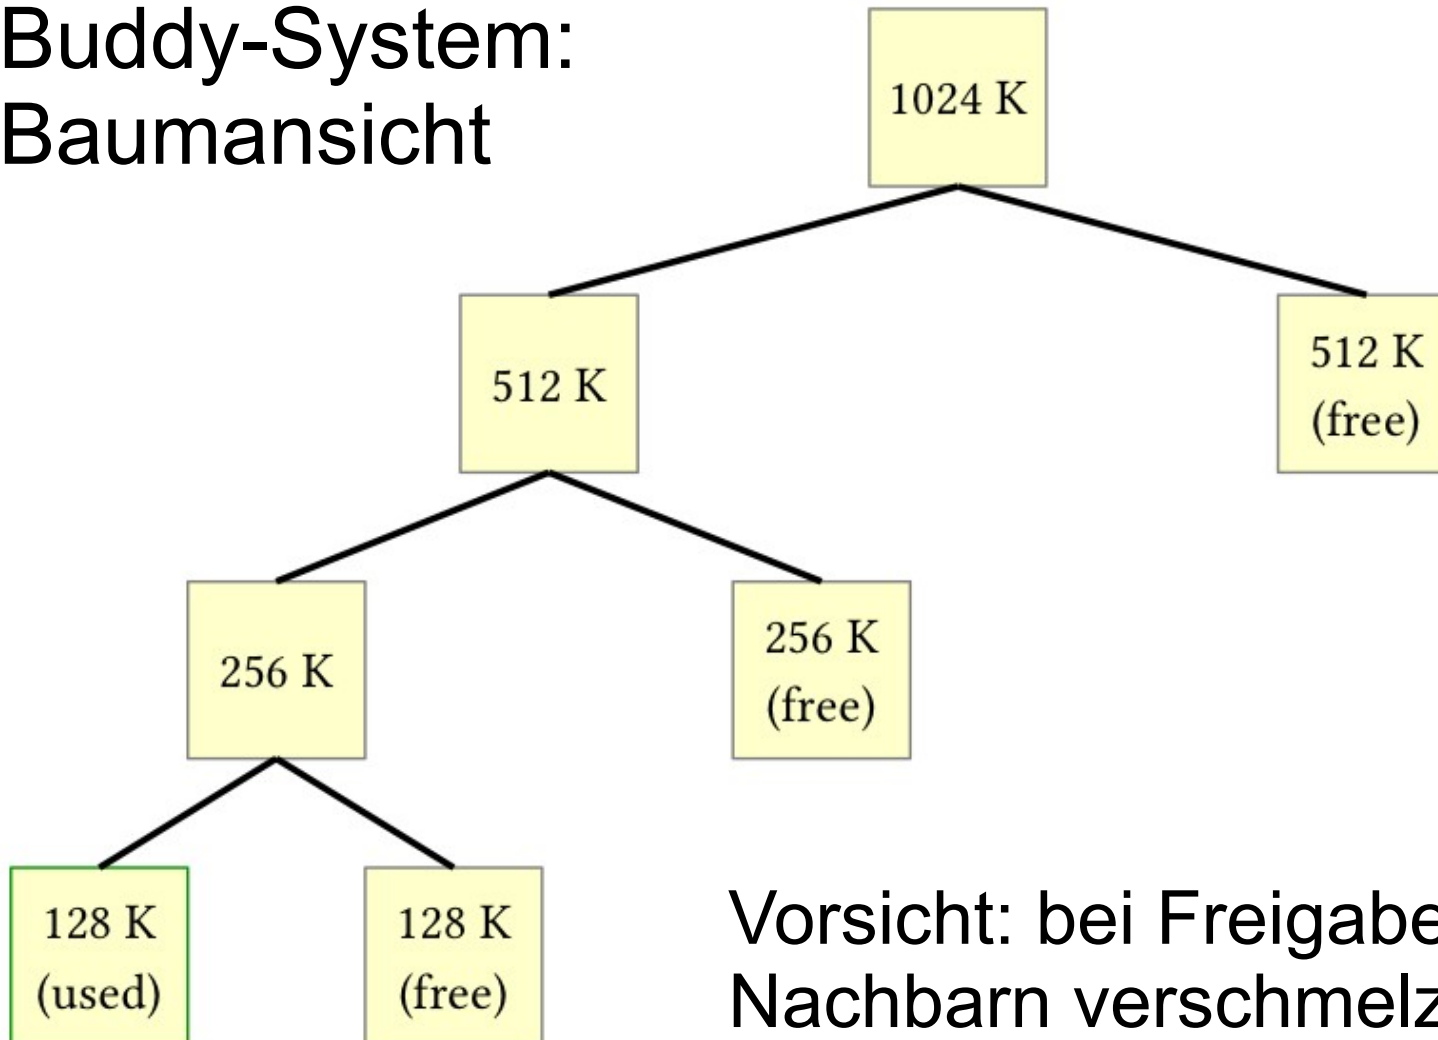 Buddy-System:
Baumansicht
1024 K
512 K
512 K
(free)
256 K
256 K
(free)
128 K
(used)
128 K
(free)
Vorsicht: bei Freigabe
Nachbarn verschmelz